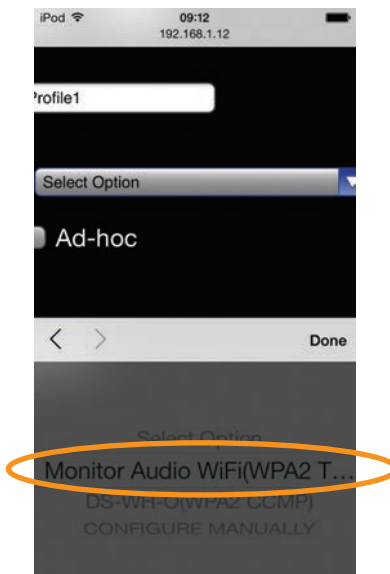 iPod 09:12
192.168.1.12
Profile1
Select Option
Ad-hoc
Done
Select Option
Monitor Audio WiFi(WPA2 T...
DS-WH-O(WPA2 CCMP)
CONFIGURE MANUALLY